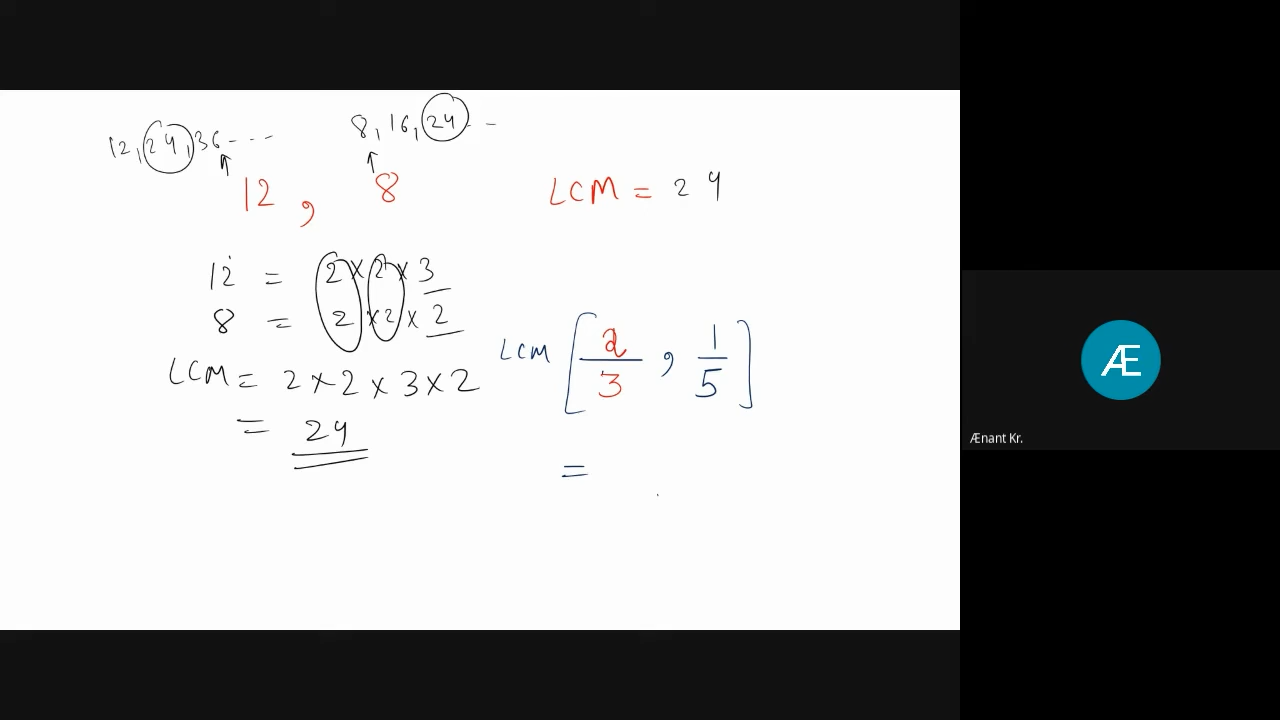 12, 24, 36 - - - 8, 16, 24 - -
12 , 8 LCM = 24
12 = 2 × 2 × 3
8 = 2 × 2 × 2
LCM = 2 × 2 × 3 × 2
= 24
LCM [ 2/3 , 1/5 ]
=
Æ
Ænant Kr.